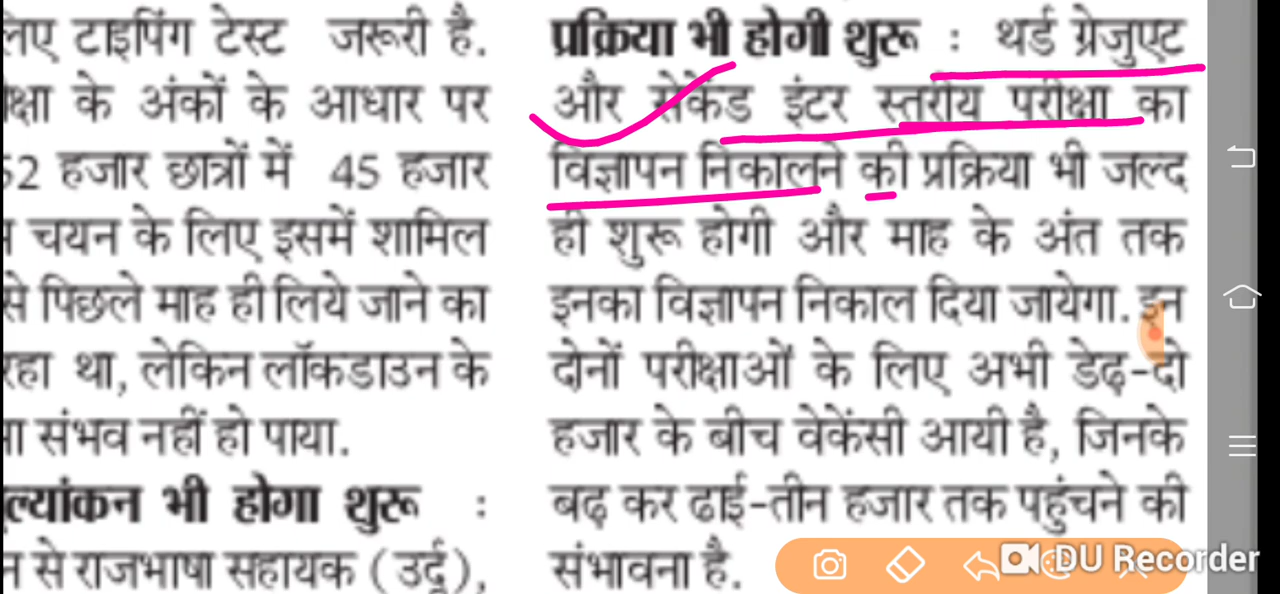 टाइपिंग टेस्ट जरूरी है.
के अंकों के आधार पर
हजार छात्रों में 45 हजार
चयन के लिए इसमें शामिल
से पिछले माह ही लिये जाने का
रहा था, लेकिन लॉकडाउन के
संभव नहीं हो पाया.
भी होगा शुरू :
से राजभाषा सहायक (उर्दू),
प्रक्रिया भी होगी शुरू : थर्ड ग्रेजुएट
और सेकेंड इंटर स्तरीय परीक्षा का
विज्ञापन निकालने की प्रक्रिया भी जल्द
ही शुरू होगी और माह के अंत तक
इनका विज्ञापन निकाल दिया जायेगा. इन
दोनों परीक्षाओं के लिए अभी डेढ़-दो
हजार के बीच वेकेंसी आयी है, जिनके
बढ़ कर ढाई-तीन हजार तक पहुंचने की
संभावना है.
DU Recorder